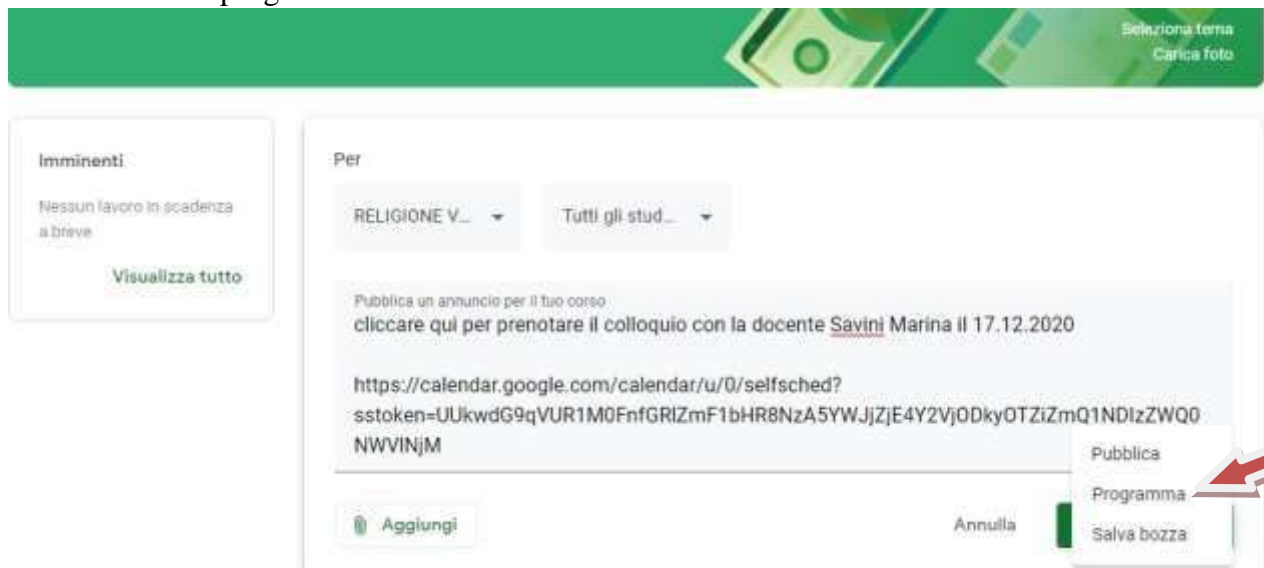 Seleziona tema
Carica foto
Imminenti
Nessun lavoro in scadenza
a breve
Visualizza tutto
Per
RELIGIONE V...
Tutti gli stud...
Pubblica un annuncio per il tuo corso
cliccare qui per prenotare il colloquio con la docente Savini Marina il 17.12.2020
https://calendar.google.com/calendar/u/0/selfsched?
sstoken=UUkwdG9qVUR1M0FnfGRlZmF1bHR8NzA5YWJjZjE4Y2VjODkyOTZiZmQ1NDIzZWQ0
NWVlNjM
Pubblica
Programma
Salva bozza
Aggiungi
Annulla